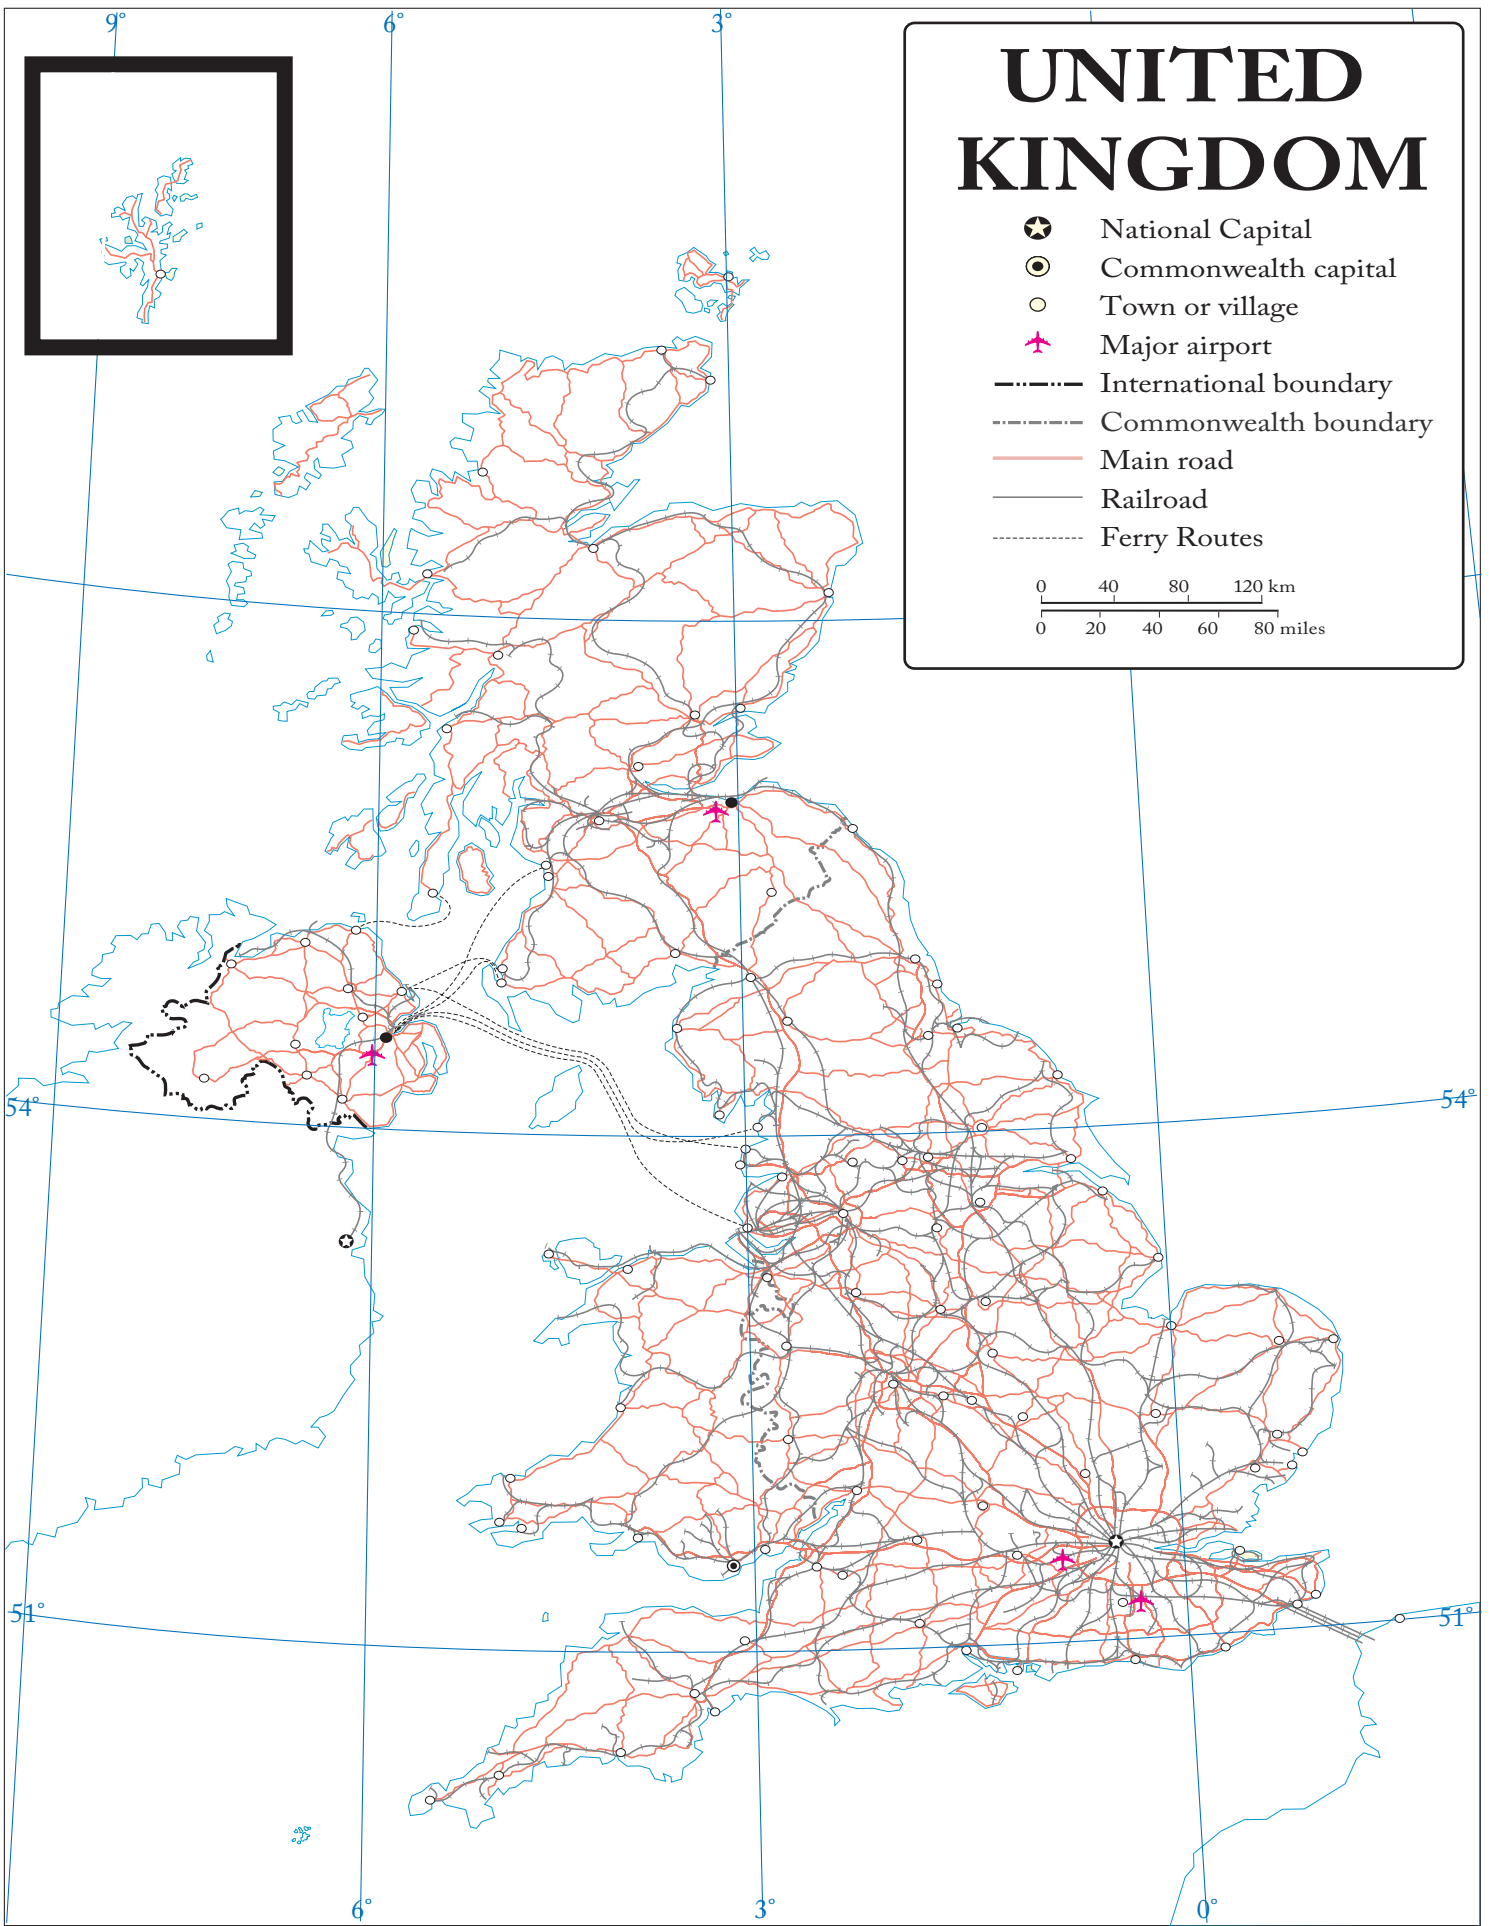 9°
6°
3°
UNITED
KINGDOM
National Capital
Commonwealth capital
Town or village
Major airport
International boundary
Commonwealth boundary
Main road
Railroad
Ferry Routes
0 40 80 120 km
0 20 40 60 80 miles
54°
54°
51°
51°
6°
3°
0°